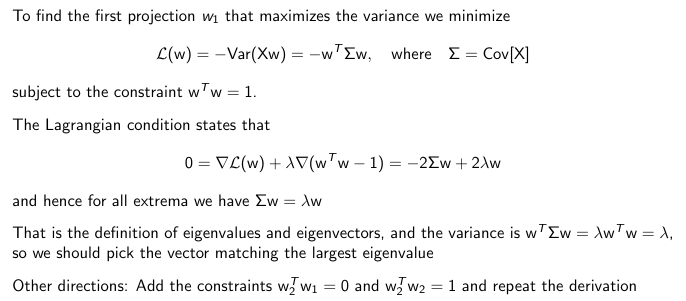 To find the first projection w₁ that maximizes the variance we minimize
ℒ(w) = −Var(Xw) = −wᵀΣw, where Σ = Cov[X]
subject to the constraint wᵀw = 1.
The Lagrangian condition states that
0 = ∇ℒ(w) + λ∇(wᵀw − 1) = −2Σw + 2λw
and hence for all extrema we have Σw = λw
That is the definition of eigenvalues and eigenvectors, and the variance is wᵀΣw = λwᵀw = λ,
so we should pick the vector matching the largest eigenvalue
Other directions: Add the constraints w₂ᵀw₁ = 0 and w₂ᵀw₂ = 1 and repeat the derivation